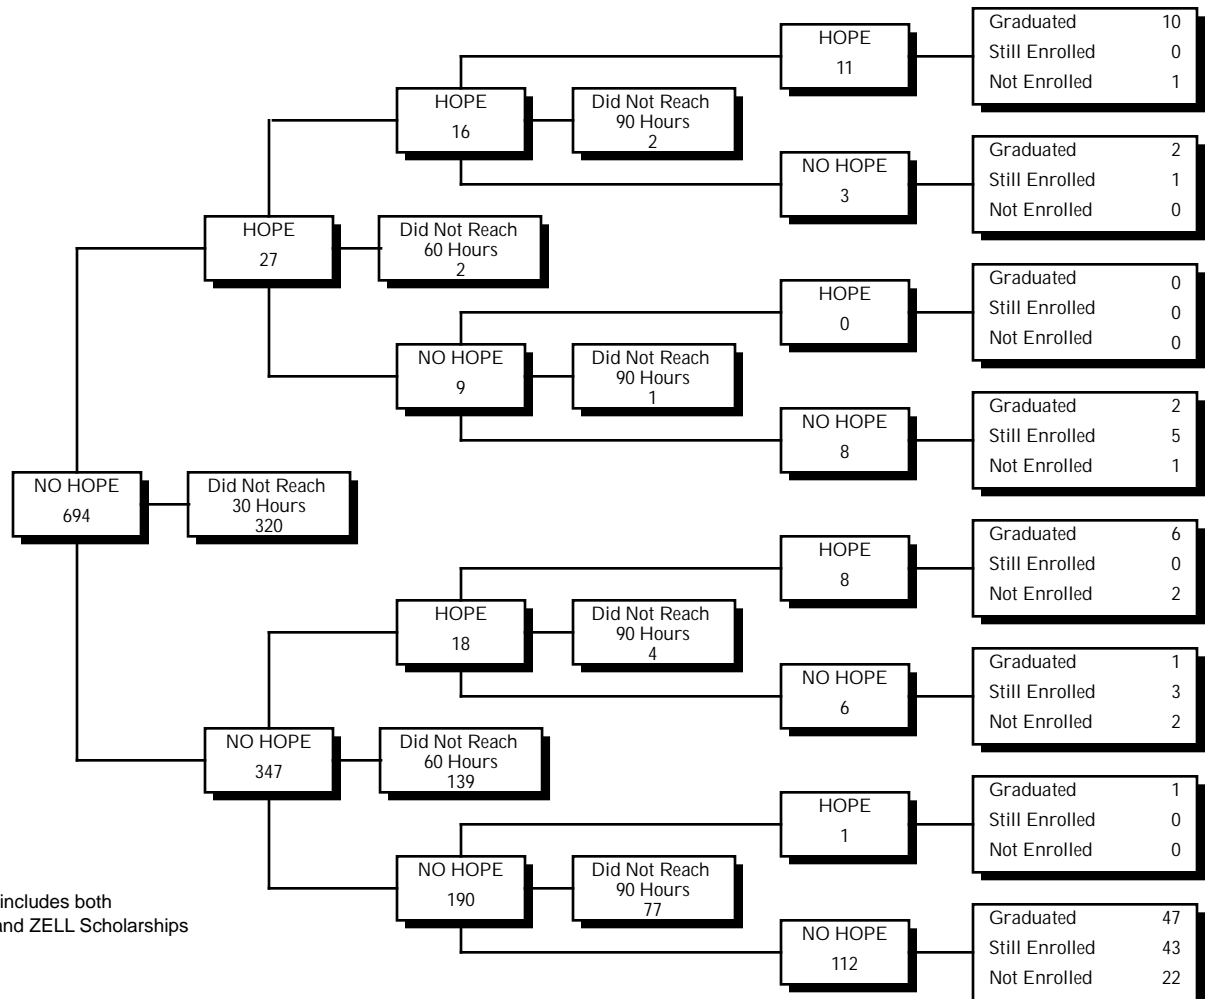 HOPE
11
Graduated 10
Still Enrolled 0
Not Enrolled 1
HOPE
16
Did Not Reach
90 Hours
2
NO HOPE
3
Graduated 2
Still Enrolled 1
Not Enrolled 0
HOPE
27
Did Not Reach
60 Hours
2
HOPE
0
Graduated 0
Still Enrolled 0
Not Enrolled 0
NO HOPE
9
Did Not Reach
90 Hours
1
NO HOPE
8
Graduated 2
Still Enrolled 5
Not Enrolled 1
NO HOPE
694
Did Not Reach
30 Hours
320
HOPE
8
Graduated 6
Still Enrolled 0
Not Enrolled 2
HOPE
18
Did Not Reach
90 Hours
4
NO HOPE
6
Graduated 1
Still Enrolled 3
Not Enrolled 2
NO HOPE
347
Did Not Reach
60 Hours
139
HOPE
1
Graduated 1
Still Enrolled 0
Not Enrolled 0
NO HOPE
190
Did Not Reach
90 Hours
77
includes both
and ZELL Scholarships
NO HOPE
112
Graduated 47
Still Enrolled 43
Not Enrolled 22